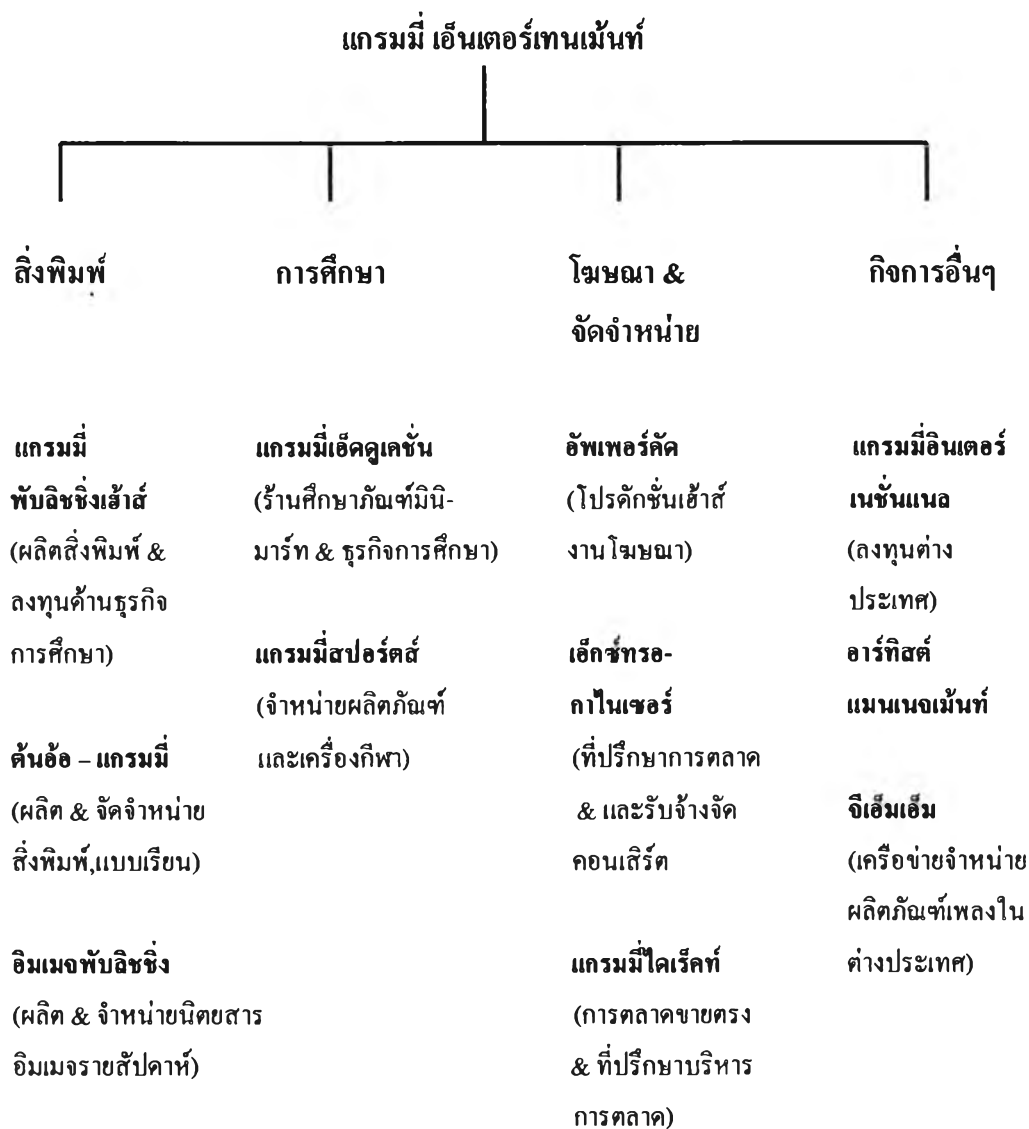 แกรมมี่ เอ็นเตอร์เทนเม้นท์
สิ่งพิมพ์
การศึกษา
โฆษณา &
จัดจำหน่าย
กิจการอื่นๆ
แกรมมี่
พับลิชชิ่งเฮ้าส์
(ผลิตสิ่งพิมพ์ &
ลงทุนด้านธุรกิจ
การศึกษา)
ต้นอ้อ – แกรมมี่
(ผลิต & จัดจำหน่าย
สิ่งพิมพ์,แบบเรียน)
อิมเมจพับลิชชิ่ง
(ผลิต & จำหน่ายนิตยสาร
อิมเมจรายสัปดาห์)
แกรมมี่เอ็คดูเคชั่น
(ร้านศึกษาภัณฑ์มินิ-
มาร์ท & ธุรกิจการศึกษา)
แกรมมี่สปอร์ตส์
(จำหน่ายผลิตภัณฑ์
และเครื่องกีฬา)
อัพเพอร์คัค
(โปรดักชั่นเฮ้าส์
งานโฆษณา)
เอ็กซ์ทรอ-
กาไนเซอร์
(ที่ปรึกษาการตลาด
& และรับจ้างจัด
คอนเสิร์ต
แกรมมี่ไดเร็คท์
(การตลาดขายตรง
& ที่ปรึกษาบริหาร
การตลาด)
แกรมมี่อินเตอร์
เนชั่นแนล
(ลงทุนต่าง
ประเทศ)
อาร์ทิสต์
แมนเนจเม้นท์
จีเอ็มเอ็ม
(เครือข่ายจำหน่าย
ผลิตภัณฑ์เพลงใน
ต่างประเทศ)